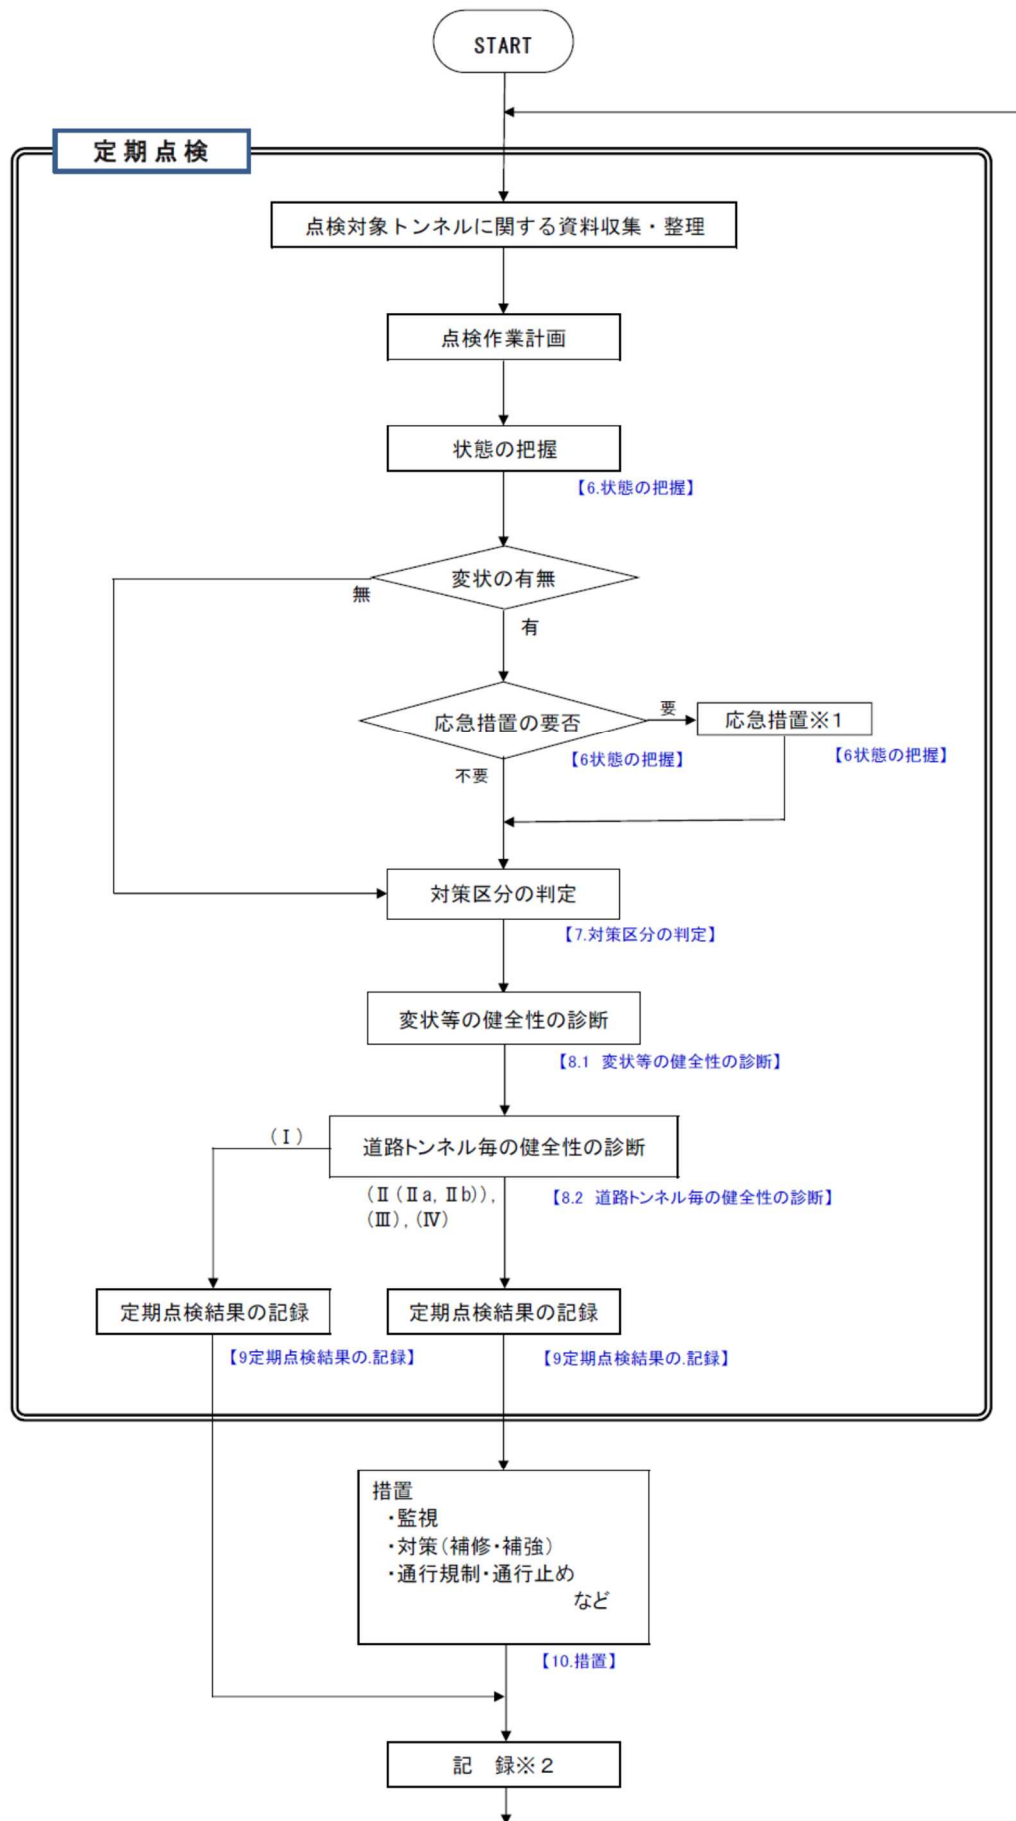 START
定期点検
点検対象トンネルに関する資料収集・整理
点検作業計画
状態の把握
【6.状態の把握】
変状の有無
無
有
応急措置の要否
要
応急措置※1
【6状態の把握】
【6状態の把握】
不要
対策区分の判定
【7.対策区分の判定】
変状等の健全性の診断
【8.1 変状等の健全性の診断】
(Ⅰ)
道路トンネル毎の健全性の診断
(Ⅱ(Ⅱa, Ⅱb)),
(Ⅲ), (Ⅳ)
【8.2 道路トンネル毎の健全性の診断】
定期点検結果の記録
定期点検結果の記録
【9定期点検結果の.記録】
【9定期点検結果の.記録】
措置
・監視
・対策(補修・補強)
・通行規制・通行止め
など
【10.措置】
記 録※2